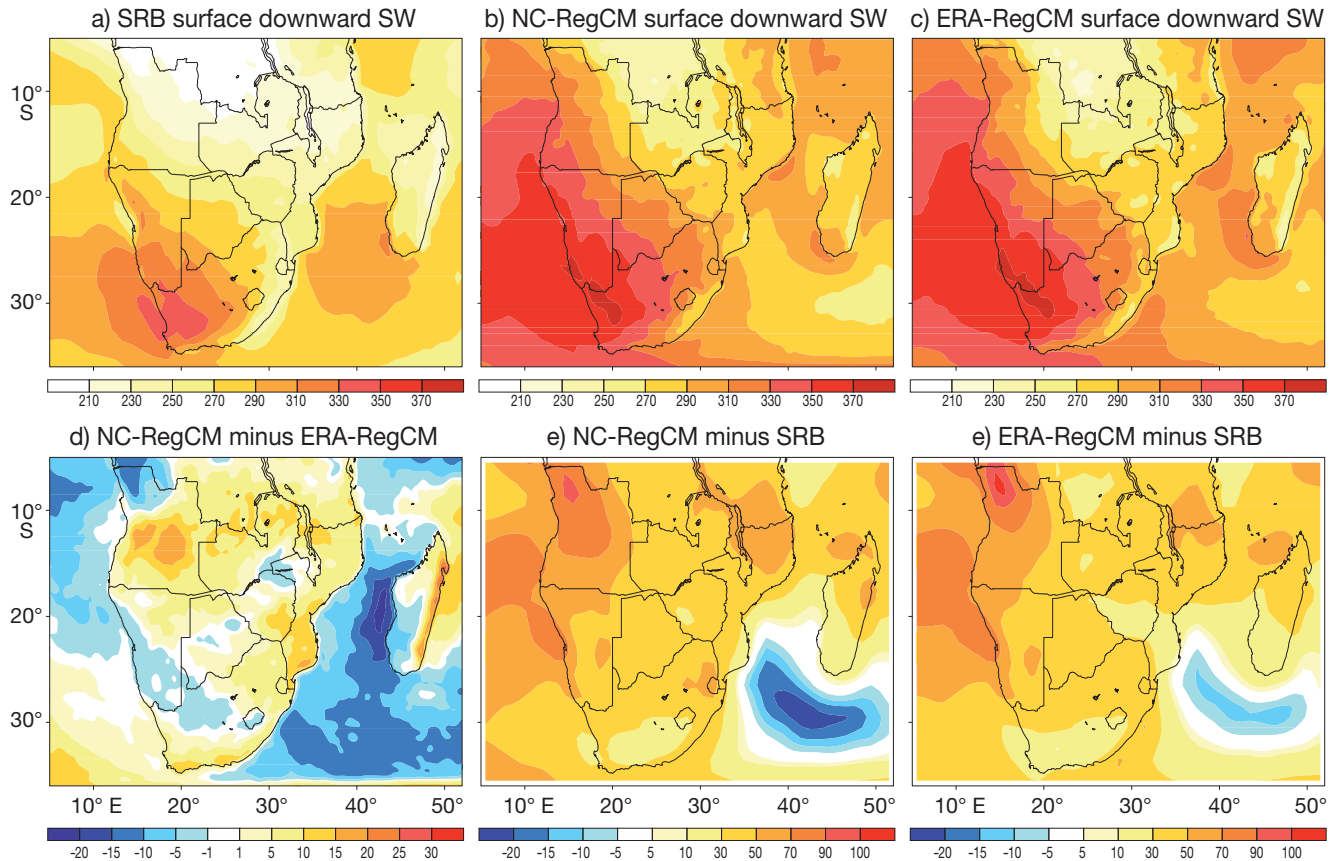 a) SRB surface downward SW
b) NC-RegCM surface downward SW
c) ERA-RegCM surface downward SW
10°
S
20°
30°
210 230 250 270 290 310 330 350 370
210 230 250 270 290 310 330 350 370
210 230 250 270 290 310 330 350 370
d) NC-RegCM minus ERA-RegCM
e) NC-RegCM minus SRB
e) ERA-RegCM minus SRB
10°
S
20°
30°
10° E 20° 30° 40° 50°
10° E 20° 30° 40° 50°
10° E 20° 30° 40° 50°
-20 -15 -10 -5 -1 1 5 10 15 20 25 30
-20 -15 -10 -5 5 10 30 50 70 90 100
-20 -15 -10 -5 5 10 30 50 70 90 100